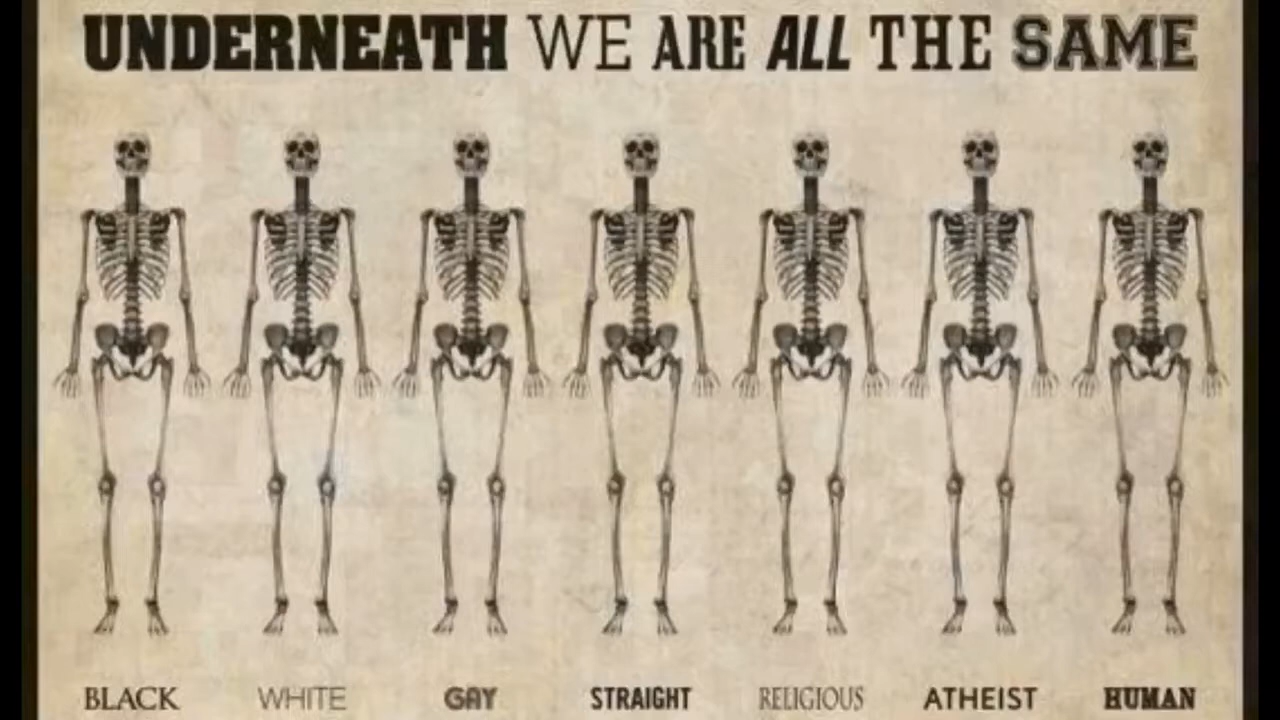 UNDERNEATH WE ARE ALL THE SAME
BLACK WHITE GAY STRAIGHT RELIGIOUS ATHEIST HUMAN